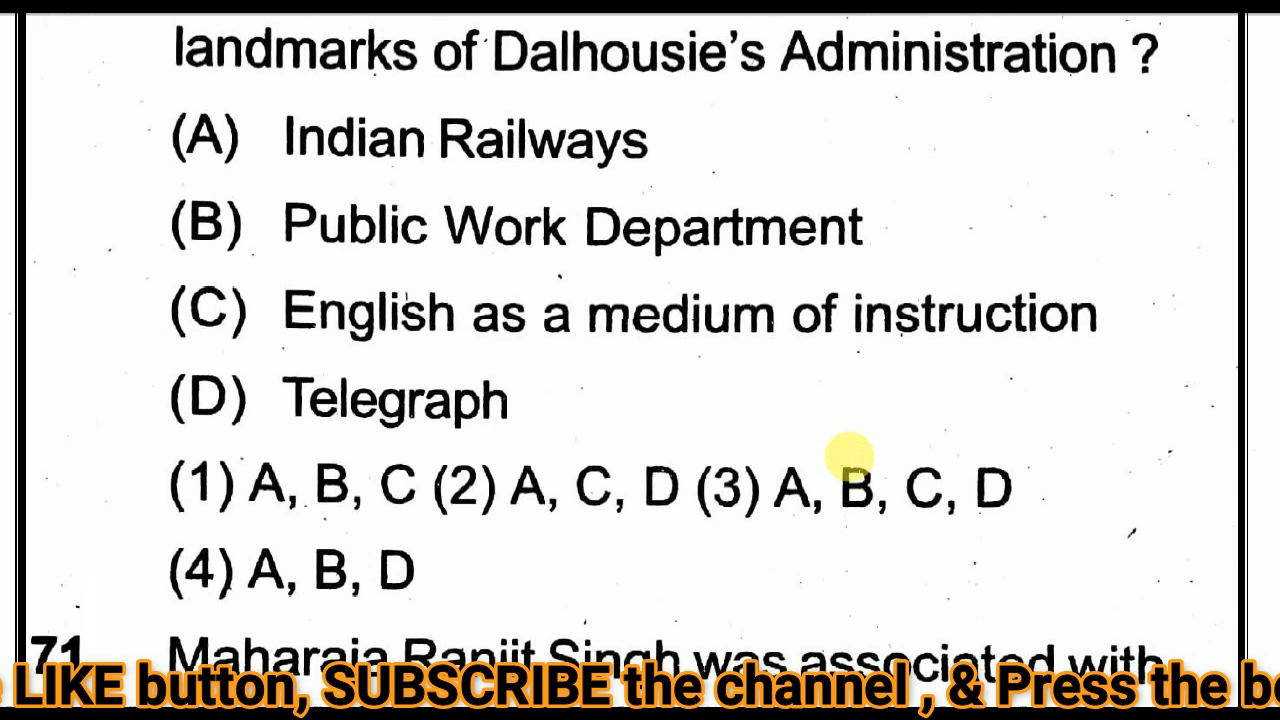 landmarks of Dalhousie's Administration ?
(A) Indian Railways
(B) Public Work Department
(C) English as a medium of instruction
(D) Telegraph
(1) A, B, C (2) A, C, D (3) A, B, C, D
(4) A, B, D
71 Maharaja Ranjit Singh was associated with
LIKE button, SUBSCRIBE the channel , & Press the